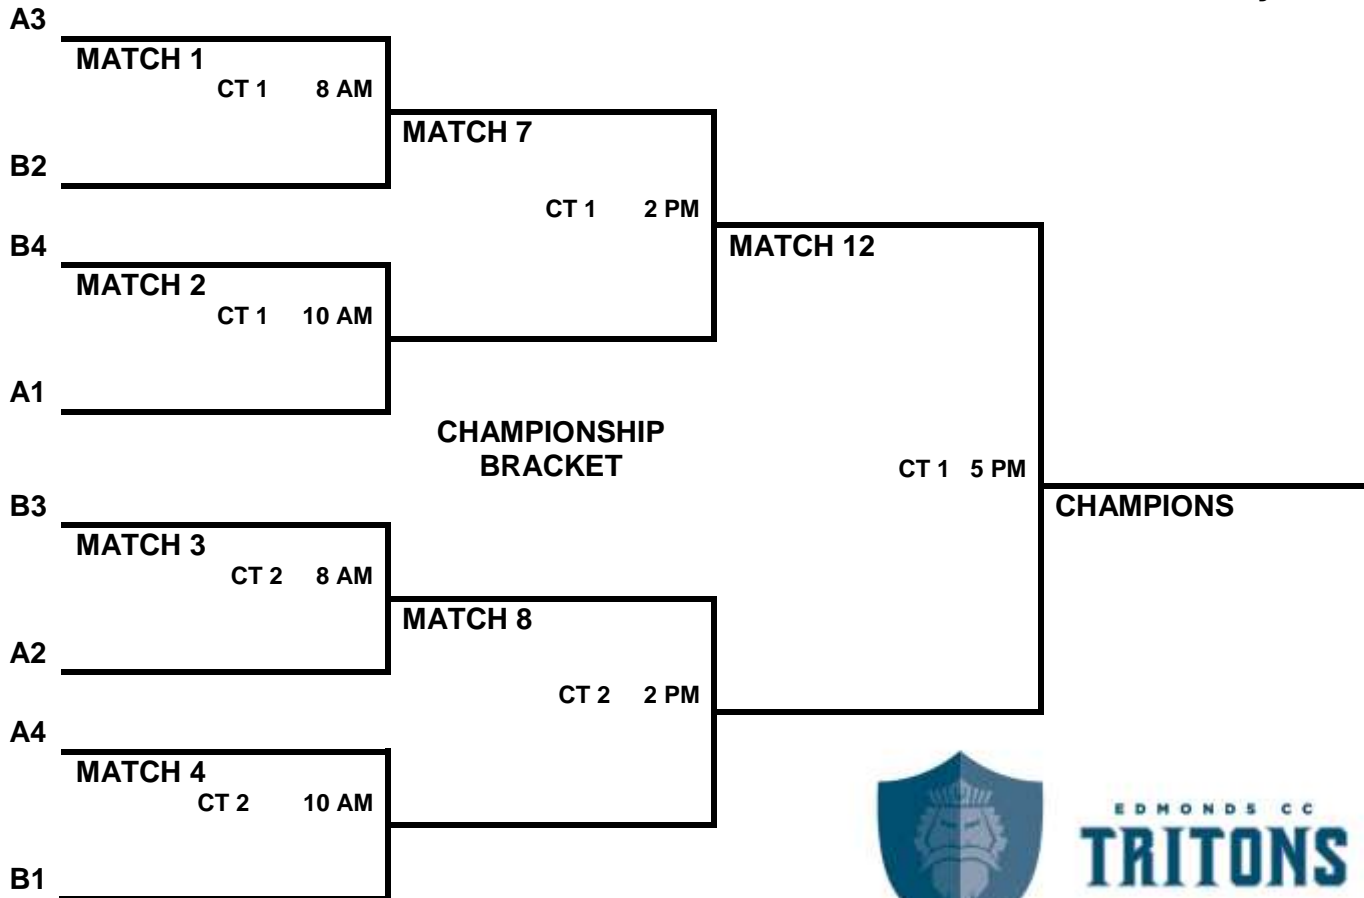 A3
MATCH 1
CT 1 8 AM
MATCH 7
B2
CT 1 2 PM
B4
MATCH 12
MATCH 2
CT 1 10 AM
A1
CHAMPIONSHIP
BRACKET
CT 1 5 PM
B3
CHAMPIONS
MATCH 3
CT 2 8 AM
MATCH 8
A2
CT 2 2 PM
A4
MATCH 4
CT 2 10 AM
EDMONDS CC
TRITONS
B1